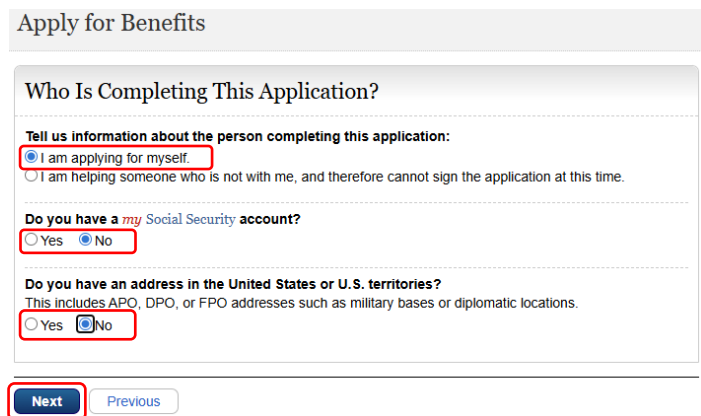 Apply for Benefits
Who Is Completing This Application?
Tell us information about the person completing this application:
I am applying for myself.
I am helping someone who is not with me, and therefore cannot sign the application at this time.
Do you have a my Social Security account?
Yes No
Do you have an address in the United States or U.S. territories?
This includes APO, DPO, or FPO addresses such as military bases or diplomatic locations.
Yes No
Next Previous